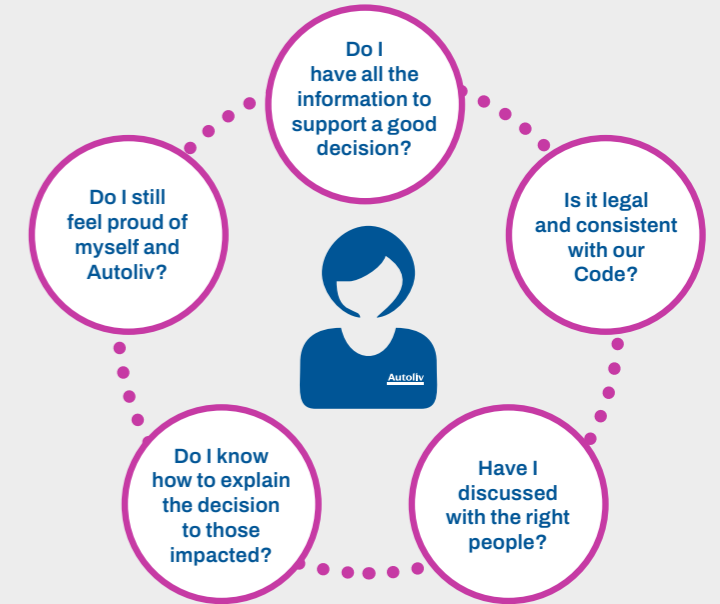 Do I
have all the
information to
support a good
decision?
Is it legal
and consistent
with our
Code?
Have I
discussed
with the right
people?
Do I know
how to explain
the decision
to those
impacted?
Do I still
feel proud of
myself and
Autoliv?
Autoliv